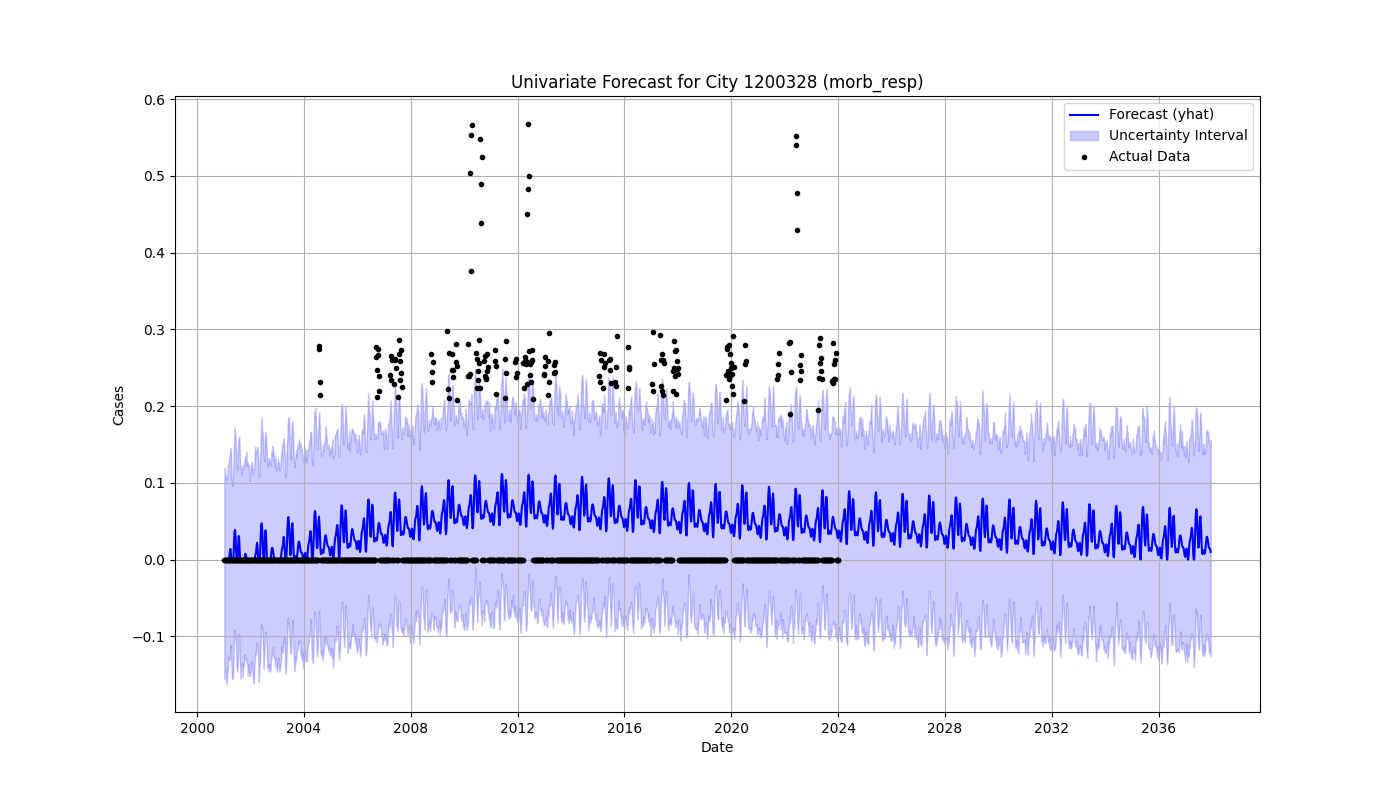 Univariate Forecast for City 1200328 (morb_resp)
Forecast (yhat)
Uncertainty Interval
Actual Data
Cases
0.6
0.5
0.4
0.3
0.2
0.1
0.0
−0.1
2000 2004 2008 2012 2016 2020 2024 2028 2032 2036
Date